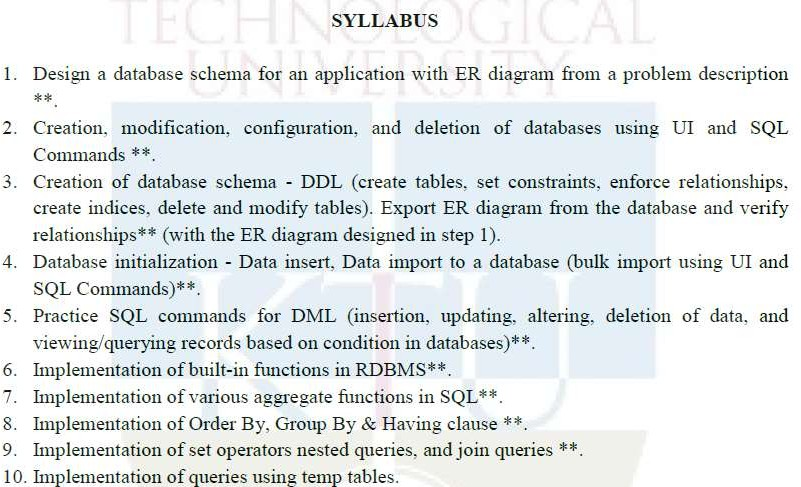 TECHNOLOGICAL
SYLLABUS
UNIVERSITY
1. Design a database schema for an application with ER diagram from a problem description
**.
2. Creation, modification, configuration, and deletion of databases using UI and SQL
Commands **.
3. Creation of database schema - DDL (create tables, set constraints, enforce relationships,
create indices, delete and modify tables). Export ER diagram from the database and verify
relationships** (with the ER diagram designed in step 1).
4. Database initialization - Data insert, Data import to a database (bulk import using UI and
SQL Commands)**.
5. Practice SQL commands for DML (insertion, updating, altering, deletion of data, and
viewing/querying records based on condition in databases)**.
6. Implementation of built-in functions in RDBMS**.
7. Implementation of various aggregate functions in SQL**.
8. Implementation of Order By, Group By & Having clause **.
9. Implementation of set operators nested queries, and join queries **.
10. Implementation of queries using temp tables.
KTU